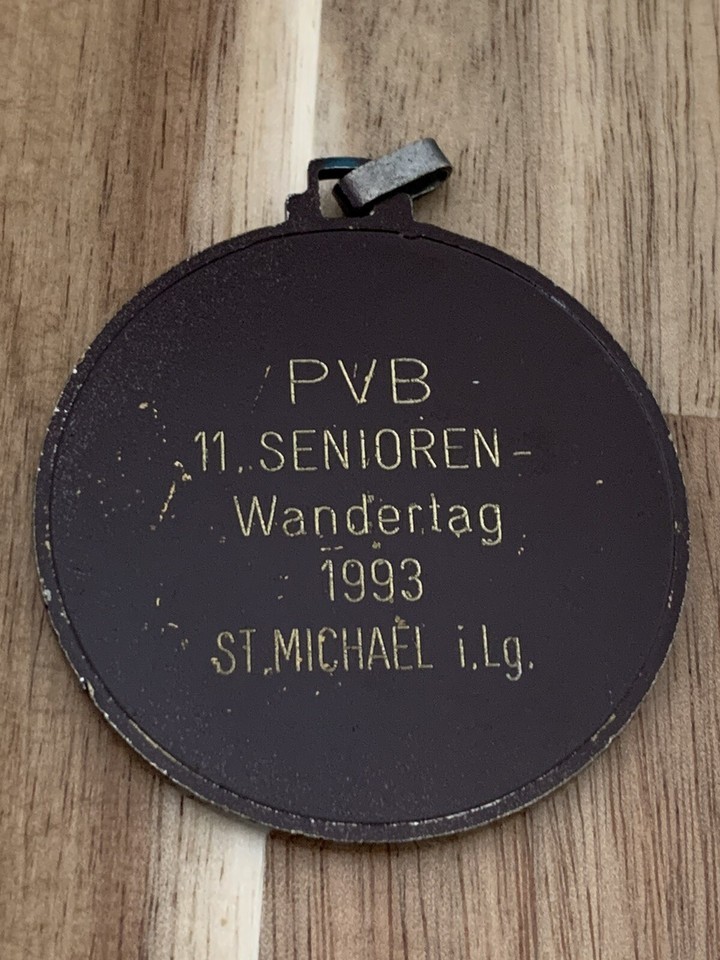 PVB
11. SENIOREN-
Wandertag
1993
ST. MICHAEL i.Lg.